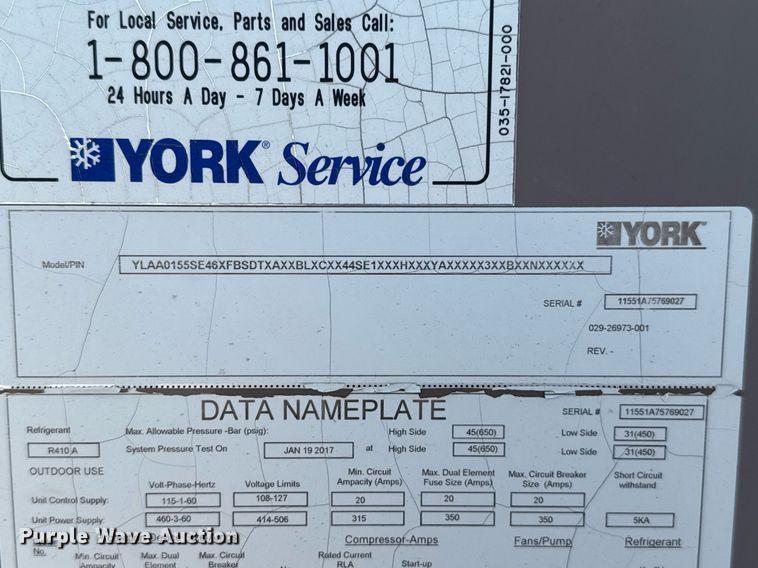 For Local Service, Parts and Sales Call:
1-800-861-1001
24 Hours A Day - 7 Days A Week
YORK® Service
035-17821-000
YORK
Model/PIN YLAA0155SE46XFBSDTXAXXBLXCXX44SE1XXXHXXXYAXXXXX3XXBXXNXXXXXX
SERIAL # 11551A75769027
029-26973-001
REV. -
DATA NAMEPLATE SERIAL # 11551A75769027
Refrigerant Max. Allowable Pressure -Bar (psig): High Side 45(650) Low Side 31(450)
R410 A System Pressure Test On JAN 19 2017 at High Side 45(650) Low Side 31(450)
OUTDOOR USE
Volt-Phase-Hertz Voltage Limits Min. Circuit Ampacity (Amps) Max. Dual Element Fuse Size (Amps) Max. Circuit Breaker Size (Amps) Short Circuit withstand
Unit Control Supply: 115-1-60 108-127 20 20 20
Unit Power Supply: 460-3-60 414-506 315 350 350 5KA
Purple Wave Auction
Compressor-Amps Fans/Pump Refrigerant
No. Min. Circuit Ampacity Max. Dual Element Max. Circuit Breaker Rated Current RLA Start-up